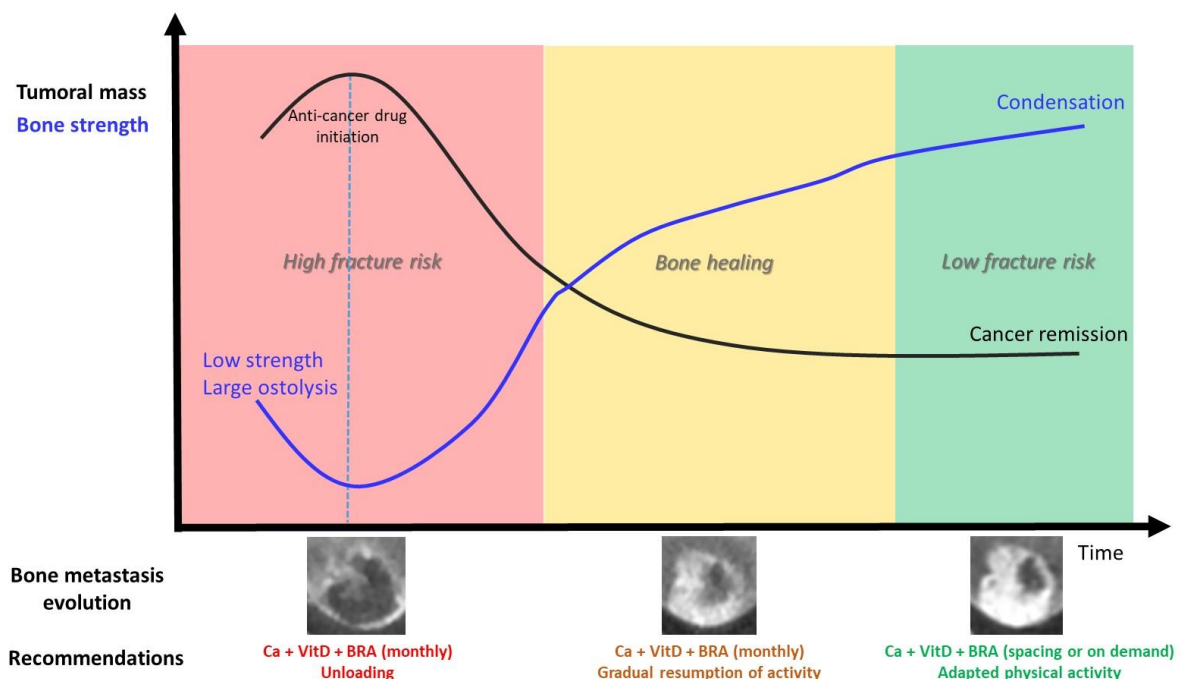 Tumoral mass
Bone strength
Anti-cancer drug
initiation
Condensation
High fracture risk
Bone healing
Low fracture risk
Low strength
Large ostolysis
Cancer remission
Time
Bone metastasis
evolution
Recommendations
Ca + VitD + BRA (monthly)
Unloading
Ca + VitD + BRA (monthly)
Gradual resumption of activity
Ca + VitD + BRA (spacing or on demand)
Adapted physical activity